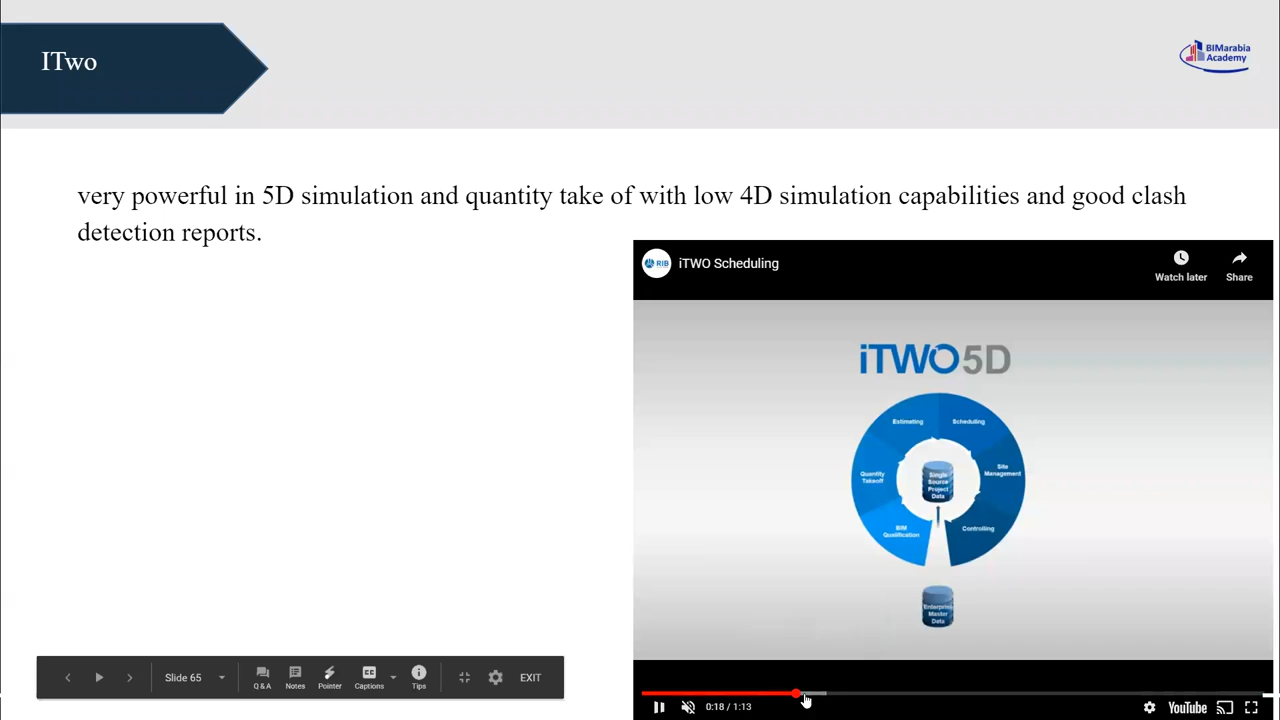 ITwo
BIMarabia
Academy
very powerful in 5D simulation and quantity take of with low 4D simulation capabilities and good clash
detection reports.
RIB
iTWO Scheduling
Watch later
Share
iTWO5D
Estimating
Scheduling
Quantity
Takeoff
Single
Source
Project
Data
Site
Management
BIM
Qualification
Controlling
Enterprise
Master
Data
Slide 65
Q & A
Notes
Pointer
Captions
Tips
EXIT
0:18 / 1:13
YouTube